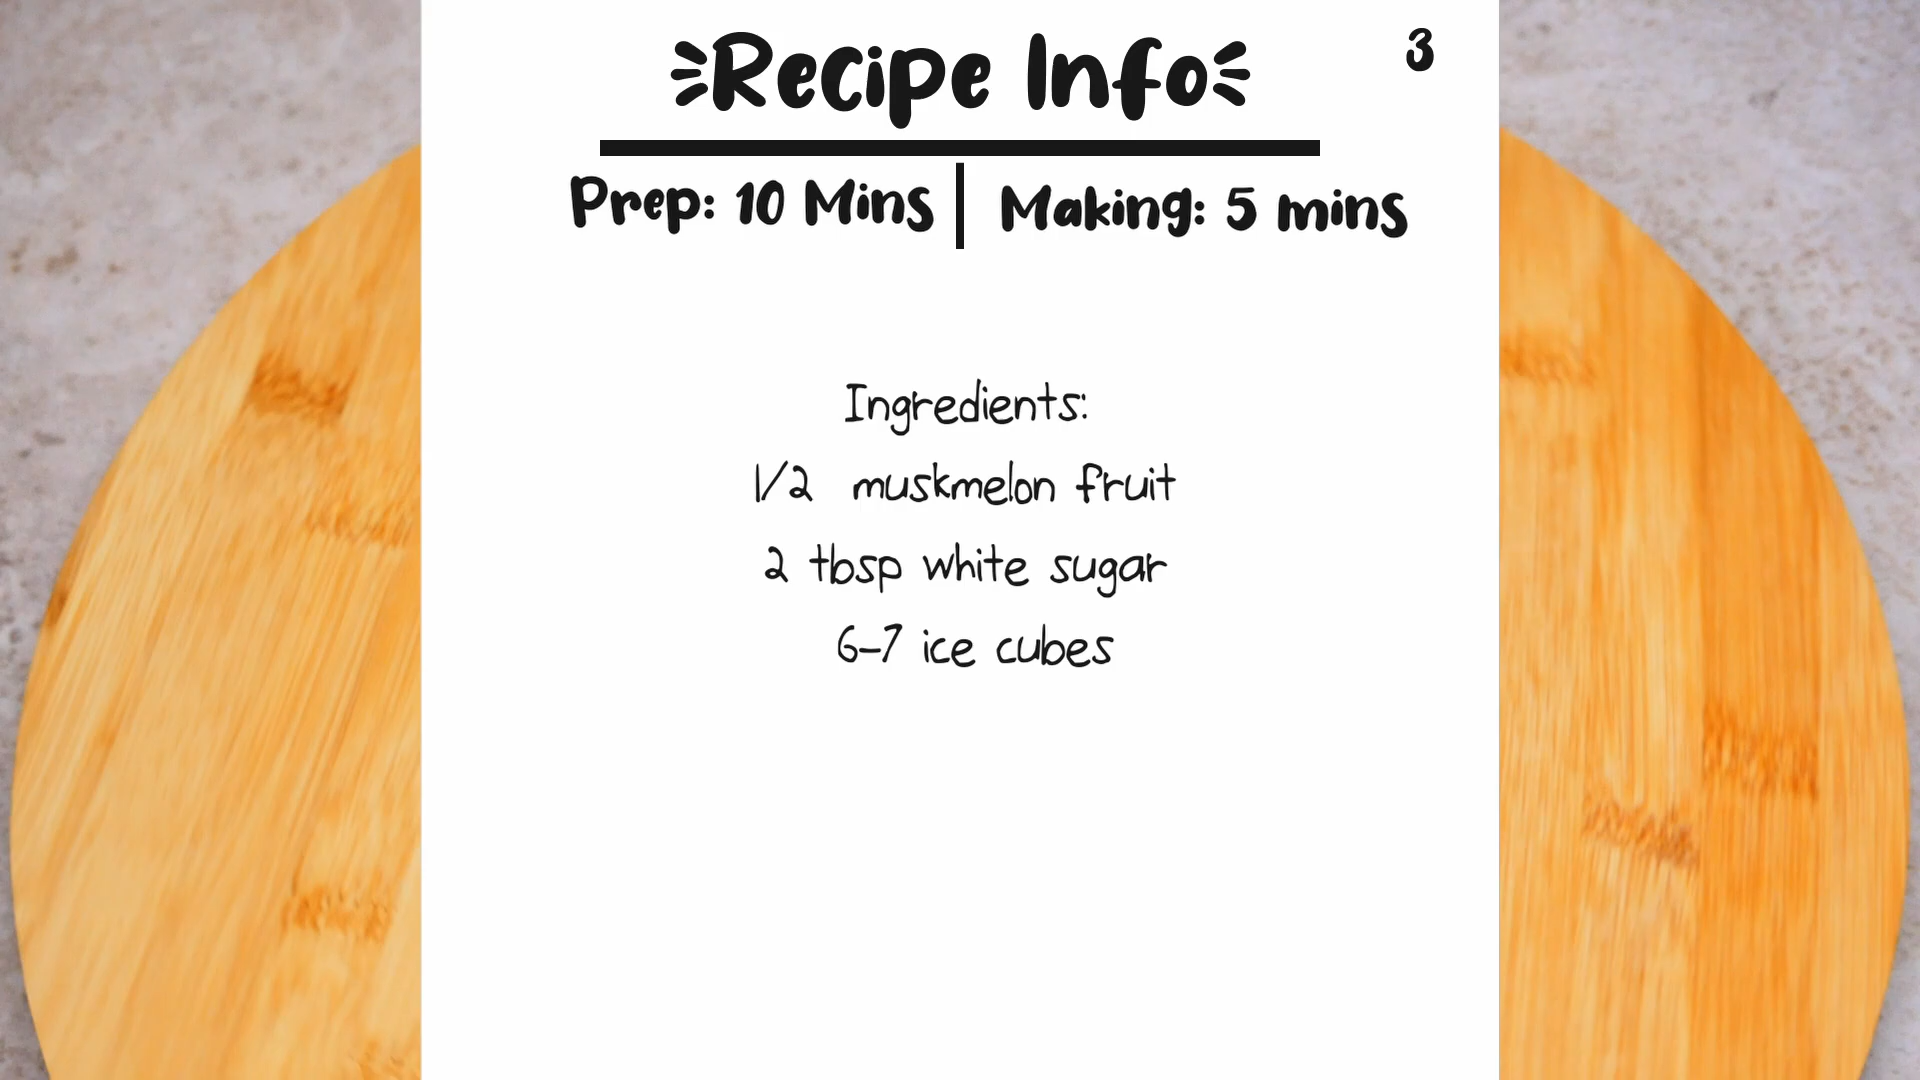 Recipe Info
3
Prep: 10 Mins
Making: 5 mins
Ingredients:
1/2 muskmelon fruit
2 tbsp white sugar
6-7 ice cubes